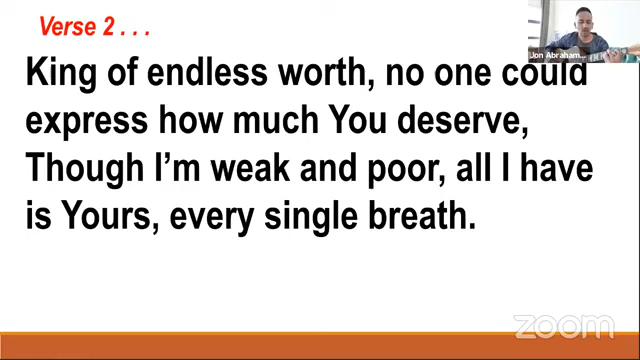 Verse 2 . . .
Jon Abraham...
King of endless worth, no one could
express how much You deserve,
Though I'm weak and poor, all I have
is Yours, every single breath.
zoom